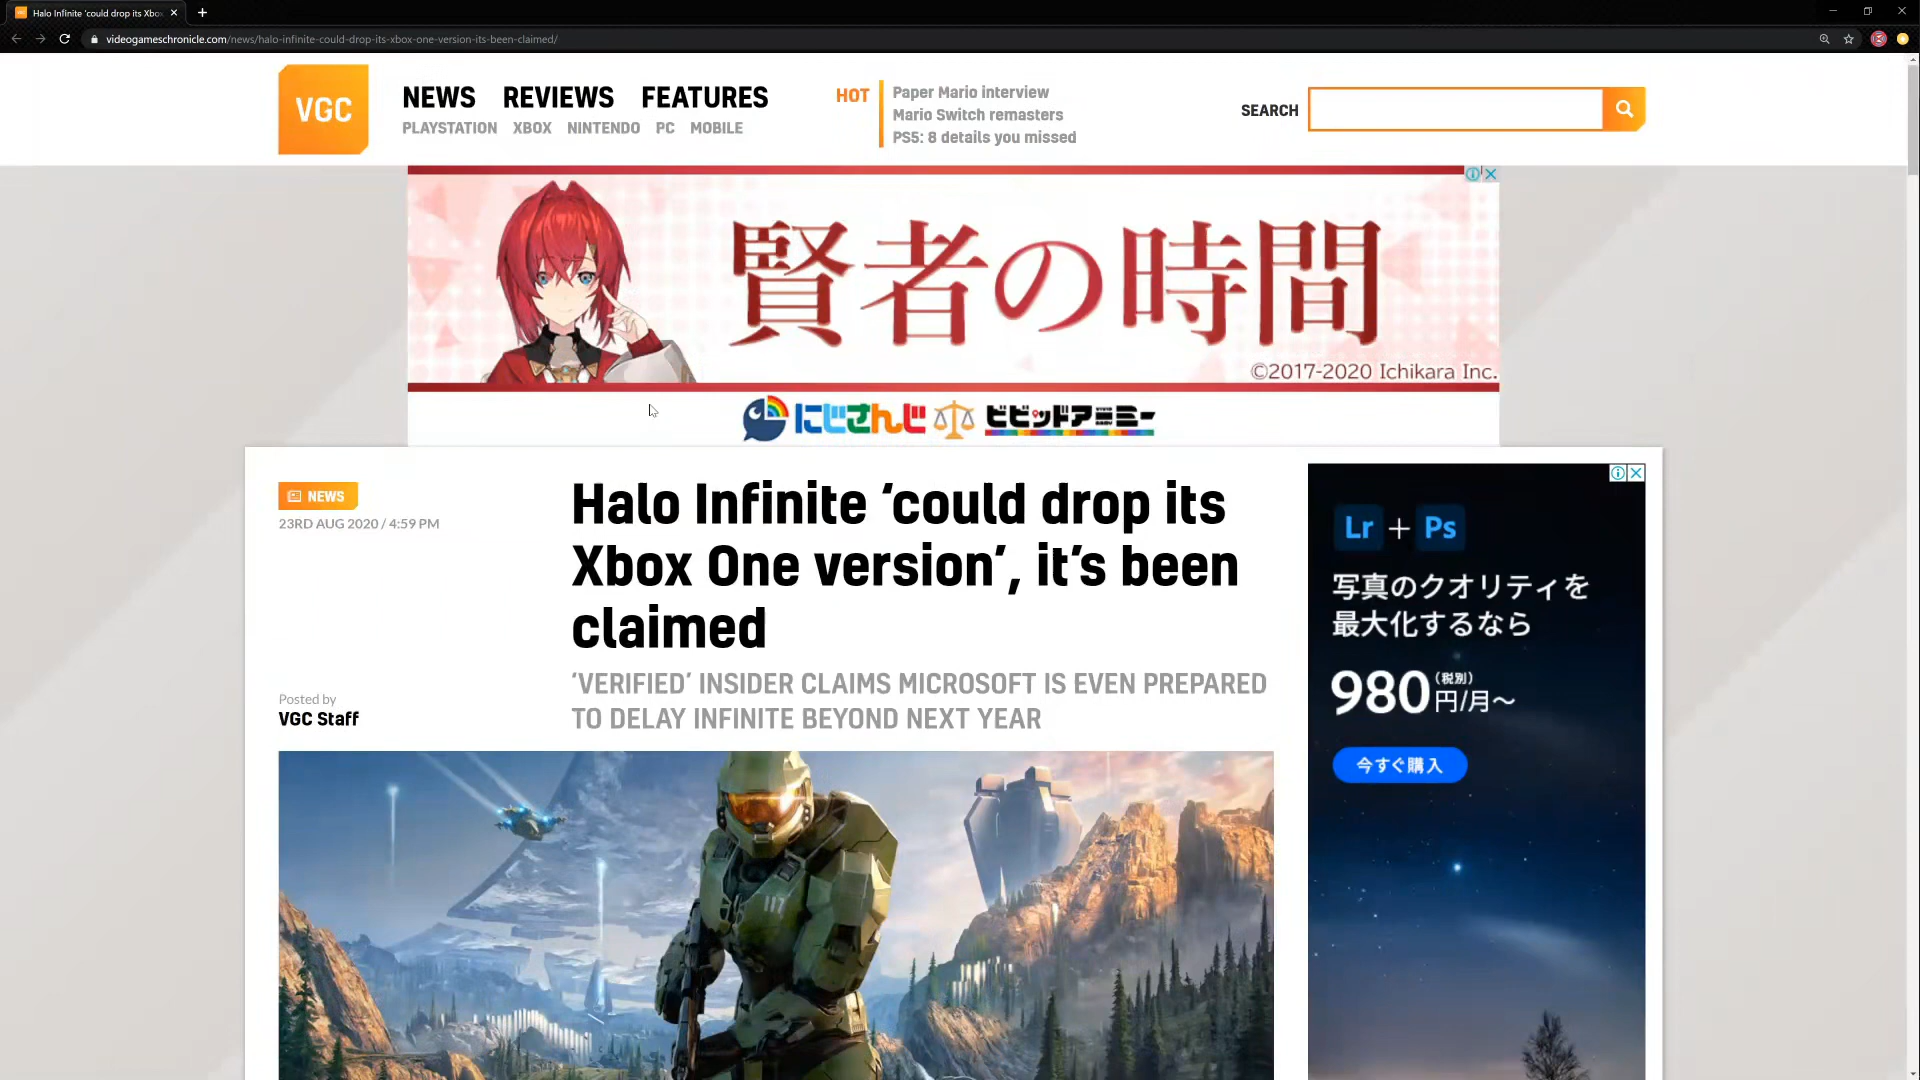 Halo Infinite 'could drop its Xbo
videogameschronicle.com/news/halo-infinite-could-drop-its-xbox-one-version-its-been-claimed/
VGC
NEWS REVIEWS FEATURES
PLAYSTATION XBOX NINTENDO PC MOBILE
HOT
Paper Mario interview
Mario Switch remasters
PS5: 8 details you missed
SEARCH
賢者の時間
©2017-2020 Ichikara Inc.
にじさんじ ビビッドアーミー
NEWS
23RD AUG 2020 / 4:59 PM
Posted by
VGC Staff
Halo Infinite ‘could drop its
Xbox One version’, it’s been
claimed
‘VERIFIED’ INSIDER CLAIMS MICROSOFT IS EVEN PREPARED
TO DELAY INFINITE BEYOND NEXT YEAR
117
Lr + Ps
写真のクオリティを
最大化するなら
980円/月〜 (税別)
今すぐ購入